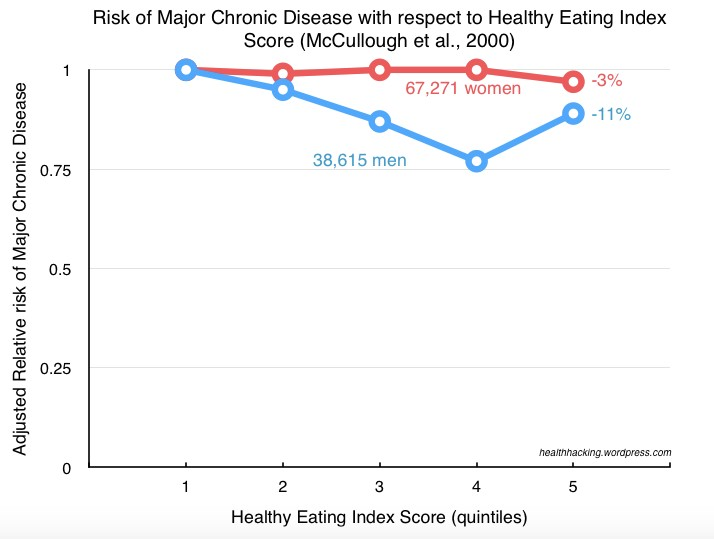 Risk of Major Chronic Disease with respect to Healthy Eating Index
Score (McCullough et al., 2000)
Adjusted Relative risk of Major Chronic Disease
1
0.75
0.5
0.25
0
-3%
67,271 women
-11%
38,615 men
healthhacking.wordpress.com
1
2
3
4
5
Healthy Eating Index Score (quintiles)